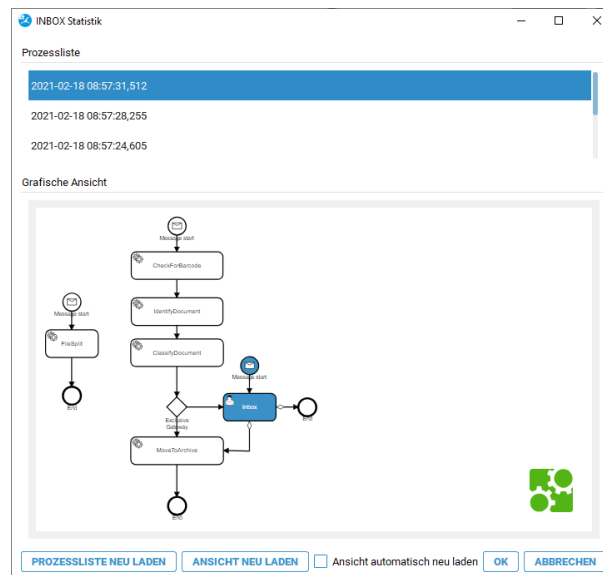 INBOX Statistik
Prozessliste
2021-02-18 08:57:31,512
2021-02-18 08:57:28,255
2021-02-18 08:57:24,605
Grafische Ansicht
Message start
CheckForBarcode
IdentifyDocument
Message start
FileSplit
ClassifyDocument
Message start
End
Inbox
End
Exclusive
Gateway
MoveToArchive
End
PROZESSLISTE NEU LADEN
ANSICHT NEU LADEN
Ansicht automatisch neu laden
OK
ABBRECHEN